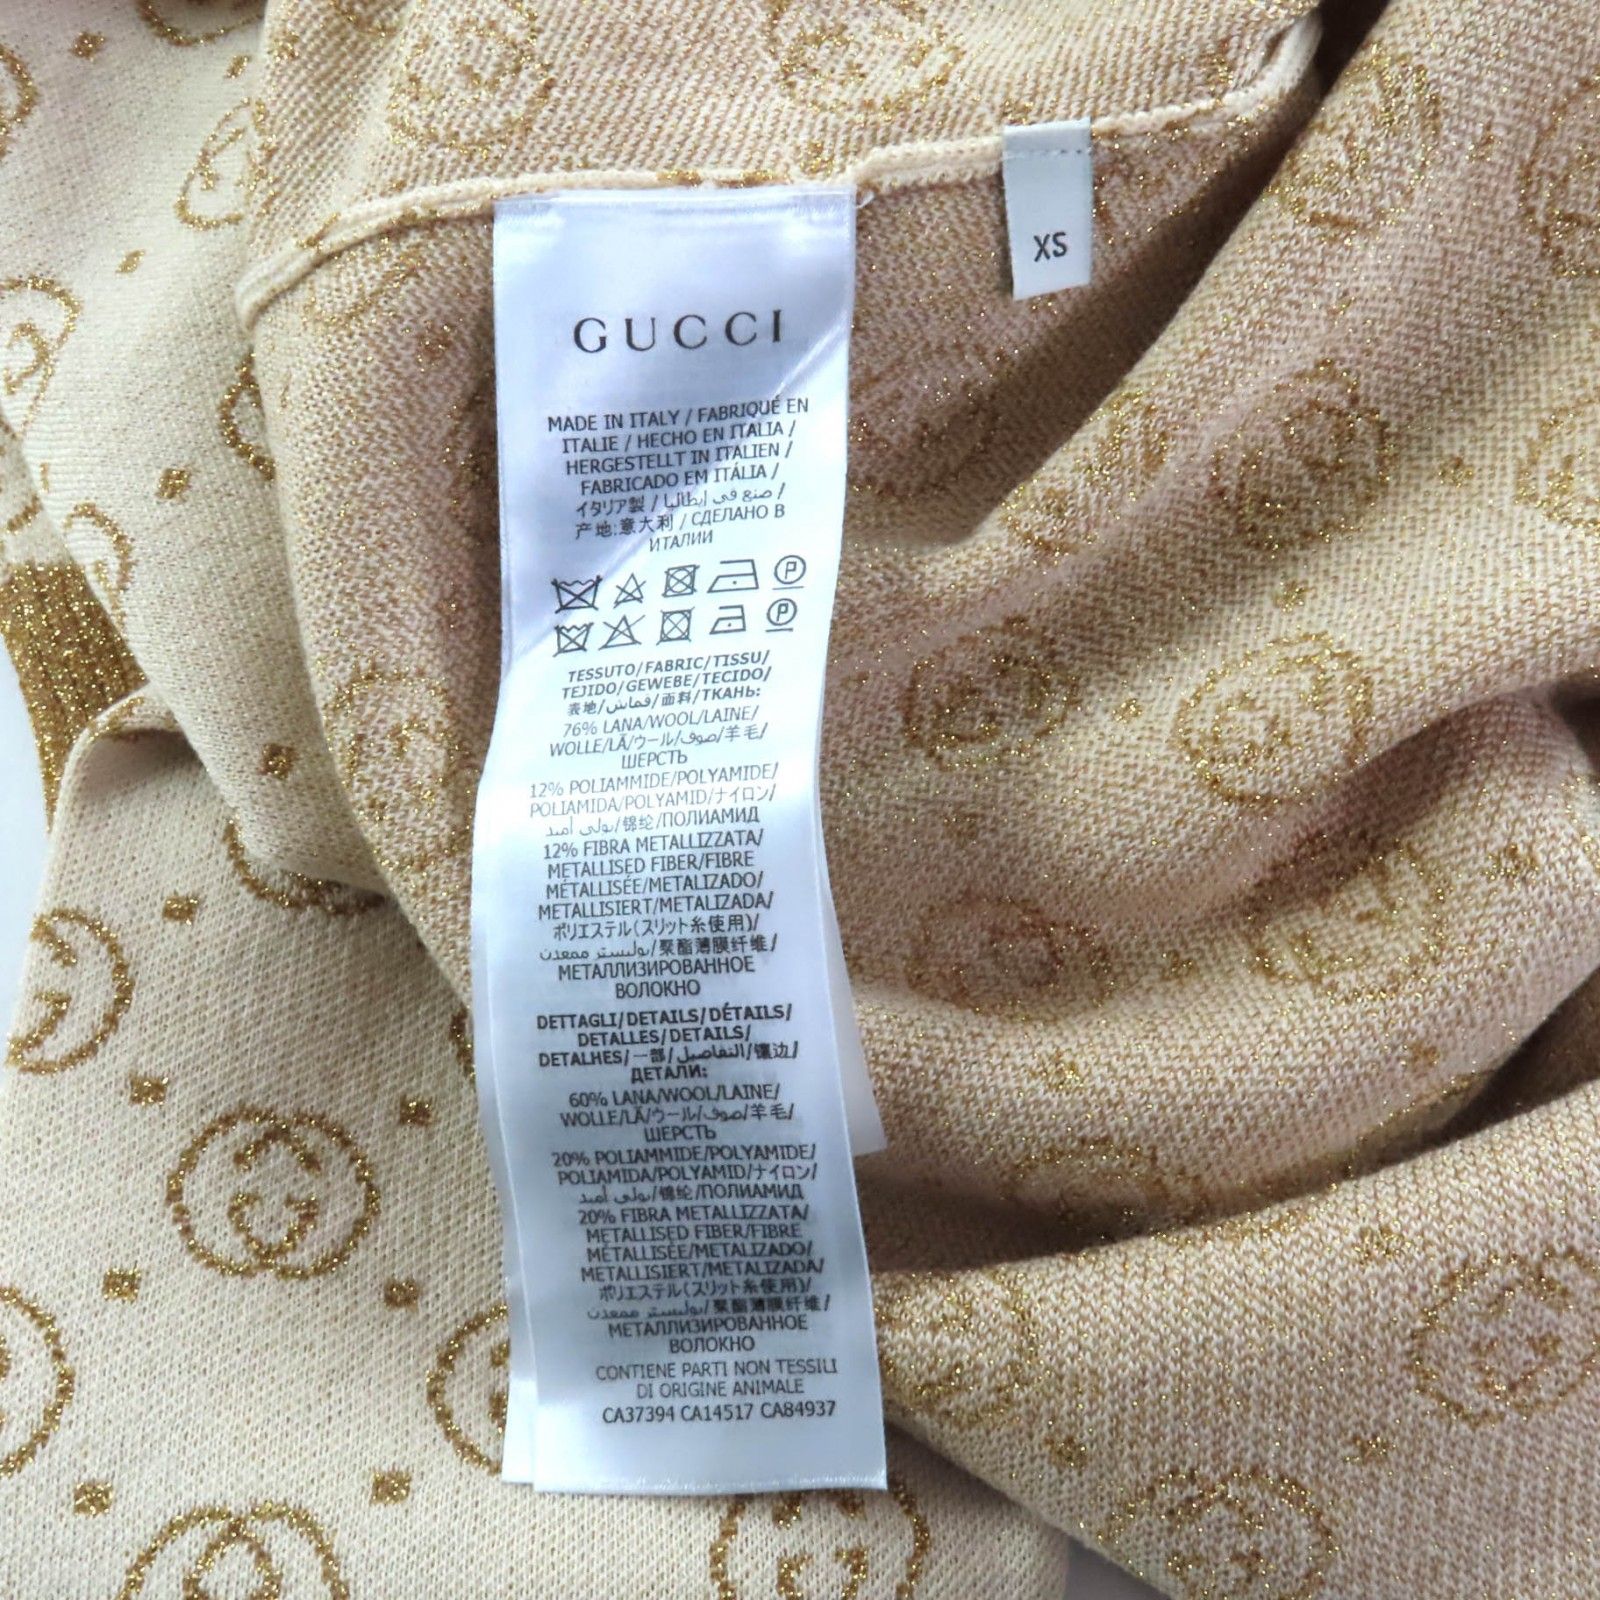 XS
GUCCI
MADE IN ITALY / FABRIQUÉ EN
ITALIE / HECHO EN ITALIA /
HERGESTELLT IN ITALIEN /
FABRICADO EM ITÁLIA /
イタリア製 / صنع في إيطاليا /
产地:意大利 / СДЕЛАНО В
ИТАЛИИ
P
P
TESSUTO/FABRIC/TISSU/
TEJIDO/GEWEBE/TECIDO/
表地/قماش/面料/ТКАНЬ:
76% LANA/WOOL/LAINE/
WOLLE/LÃ/ウール/صوف/羊毛/
ШЕРСТЬ
12% POLIAMMIDE/POLYAMIDE/
POLIAMIDA/POLYAMID/ナイロン/
بولي أميد/锦纶/ПОЛИАМИД
12% FIBRA METALLIZZATA/
METALLISED FIBER/FIBRE
MÉTALLISÉE/METALIZADO/
METALLISIERT/METALIZADA/
ポリエステル(スリット糸使用)/
بوليستر ممعدن/聚酯薄膜纤维/
МЕТАЛЛИЗИРОВАННОЕ
ВОЛОКНО
DETTAGLI/DETAILS/DÉTAILS/
DETALLES/DETAILS/
DETALHES/一部/التفاصيل/镶边/
ДЕТАЛИ:
60% LANA/WOOL/LAINE/
WOLLE/LÃ/ウール/صوف/羊毛/
ШЕРСТЬ
20% POLIAMMIDE/POLYAMIDE/
POLIAMIDA/POLYAMID/ナイロン/
بولي أميد/锦纶/ПОЛИАМИД
20% FIBRA METALLIZZATA/
METALLISED FIBER/FIBRE
MÉTALLISÉE/METALIZADO/
METALLISIERT/METALIZADA/
ポリエステル(スリット糸使用)/
بوليستر ممعدن/聚酯薄膜纤维/
МЕТАЛЛИЗИРОВАННОЕ
ВОЛОКНО
CONTIENE PARTI NON TESSILI
DI ORIGINE ANIMALE
CA37394 CA14517 CA84937